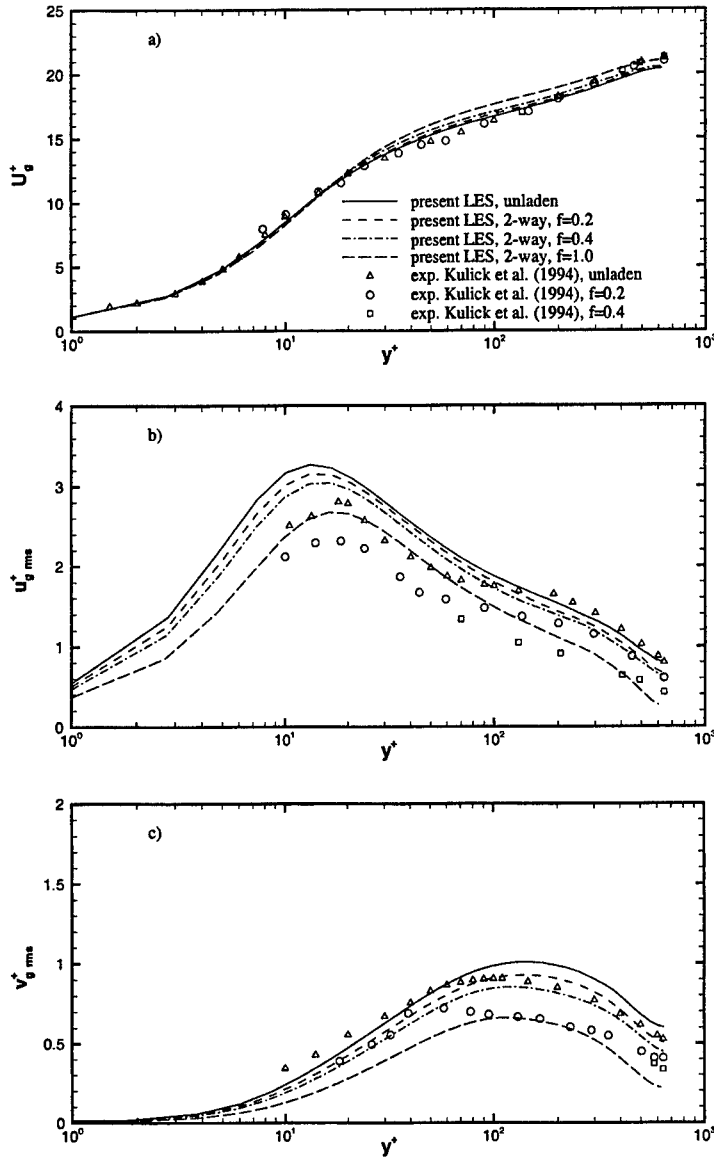 a)
25
20
15
10
5
0
U_g^+
present LES, unladen
present LES, 2-way, f=0.2
present LES, 2-way, f=0.4
present LES, 2-way, f=1.0
exp. Kulick et al. (1994), unladen
exp. Kulick et al. (1994), f=0.2
exp. Kulick et al. (1994), f=0.4
10^0 10^1 10^2 10^3
y^+
b)
4
3
2
1
0
u_{g rms}^+
10^0 10^1 10^2 10^3
y^+
c)
2
1.5
1
0.5
0
v_{g rms}^+
10^0 10^1 10^2 10^3
y^+